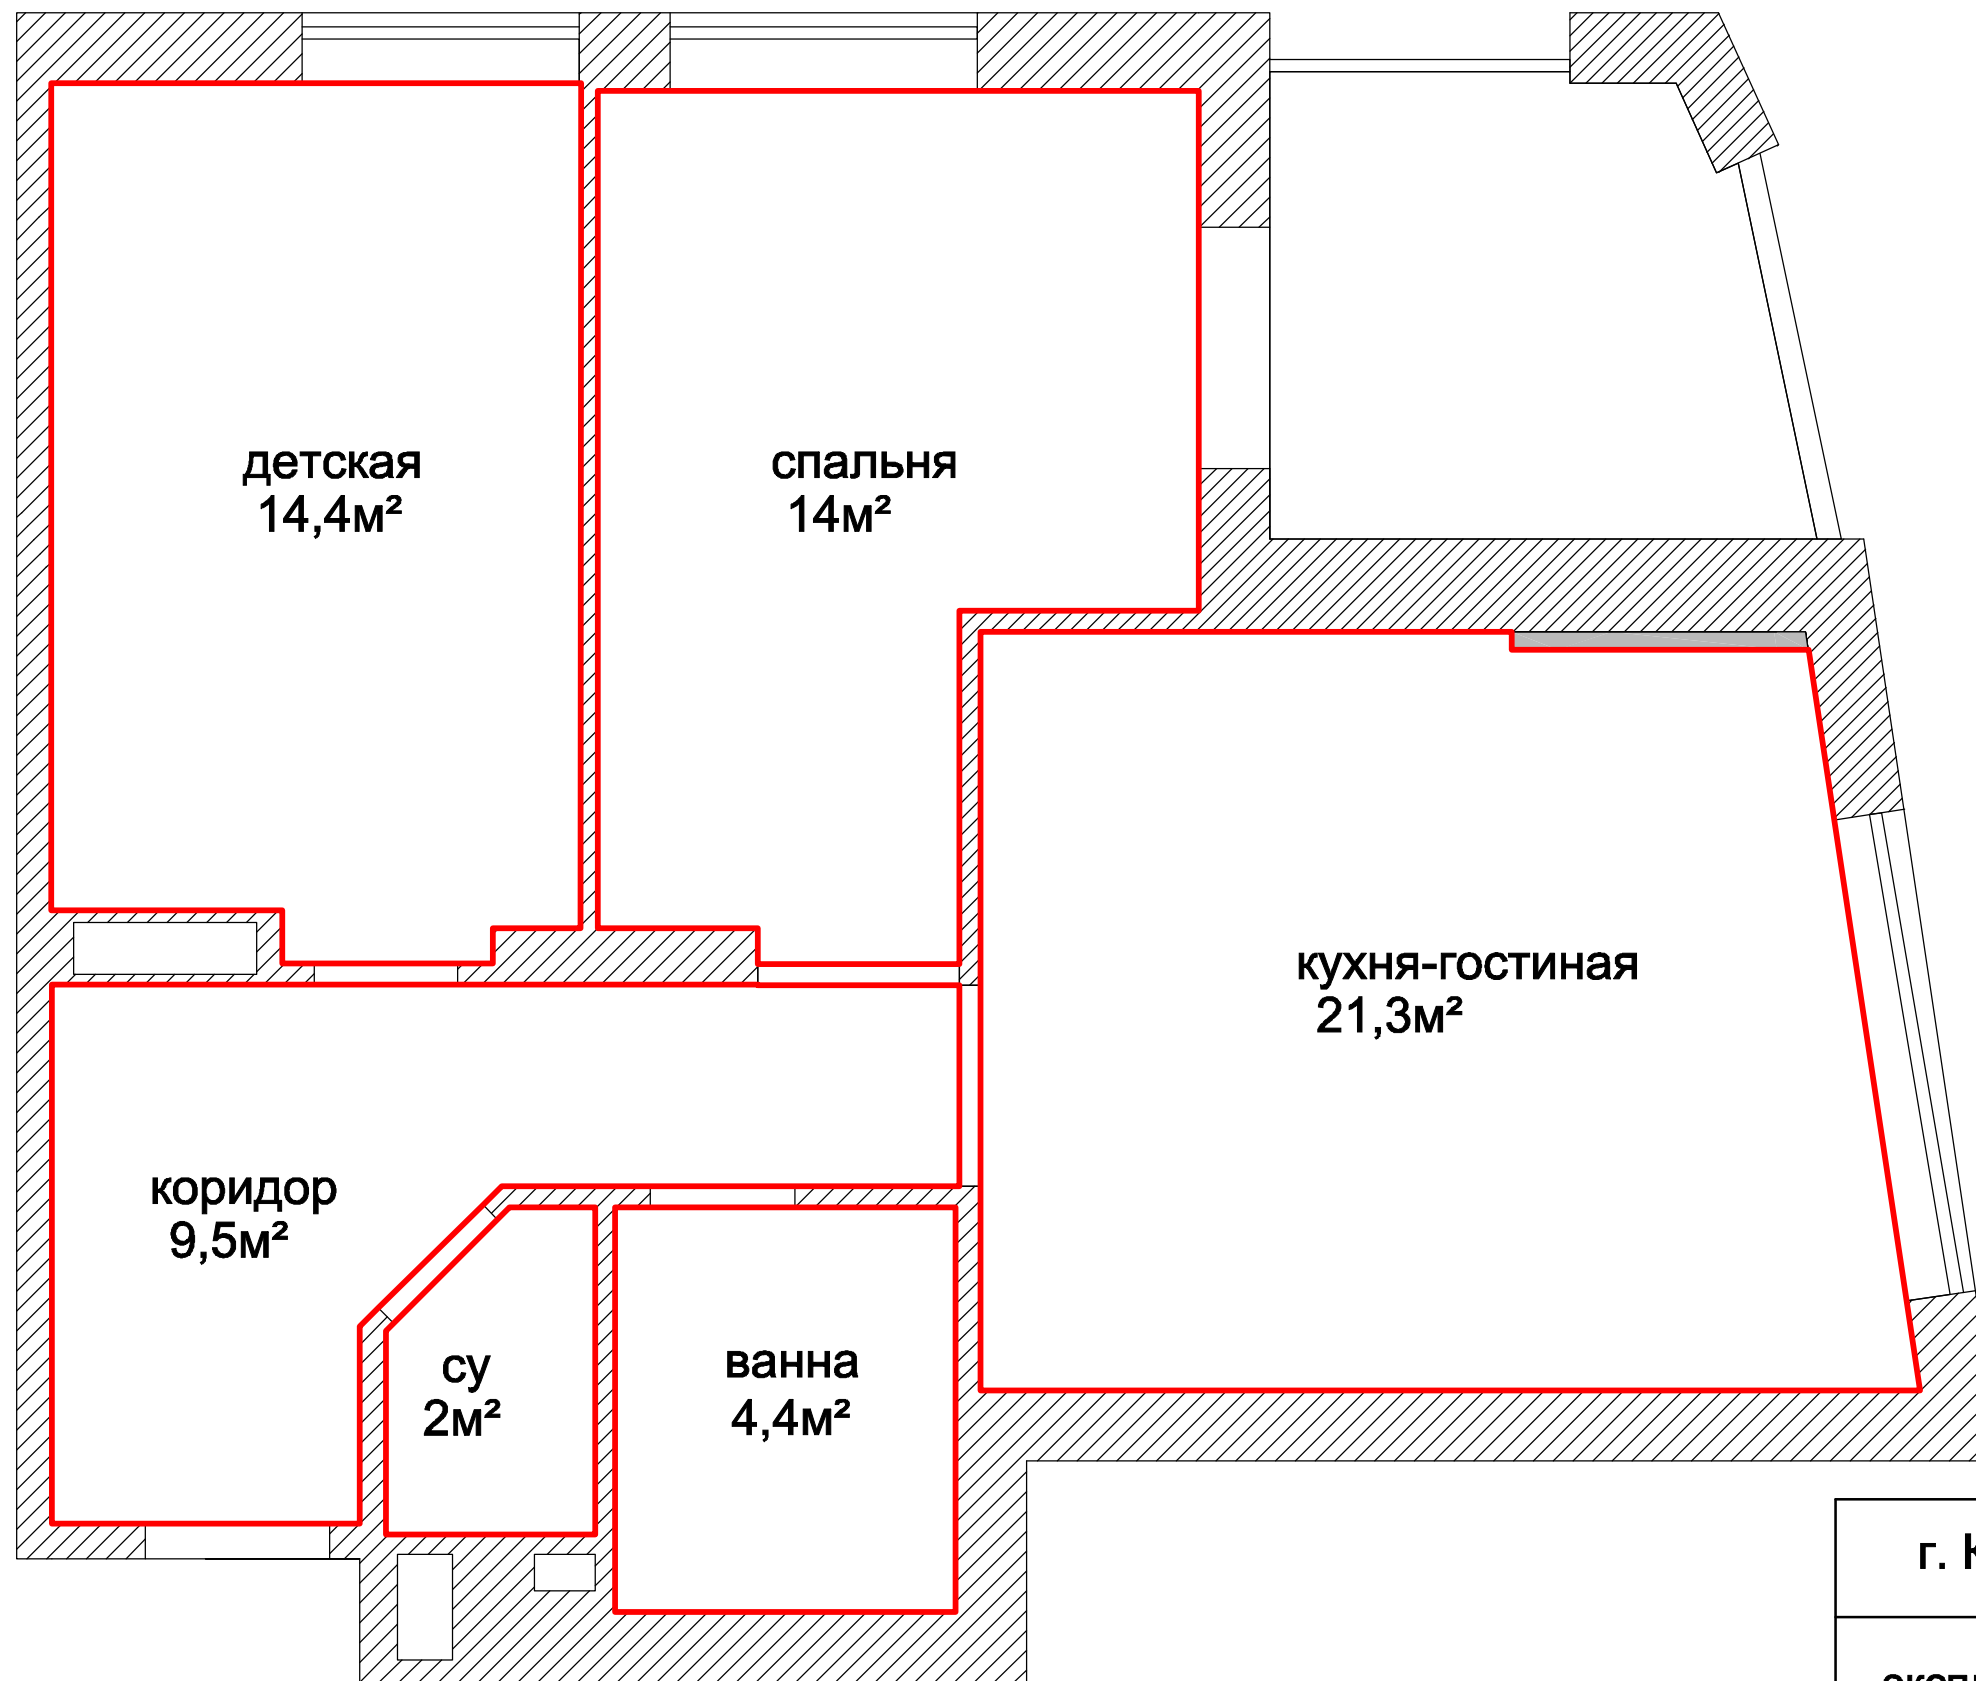 детская
14,4м²
спальня
14м²
кухня-гостиная
21,3м²
коридор
9,5м²
су
2м²
ванна
4,4м²
г.